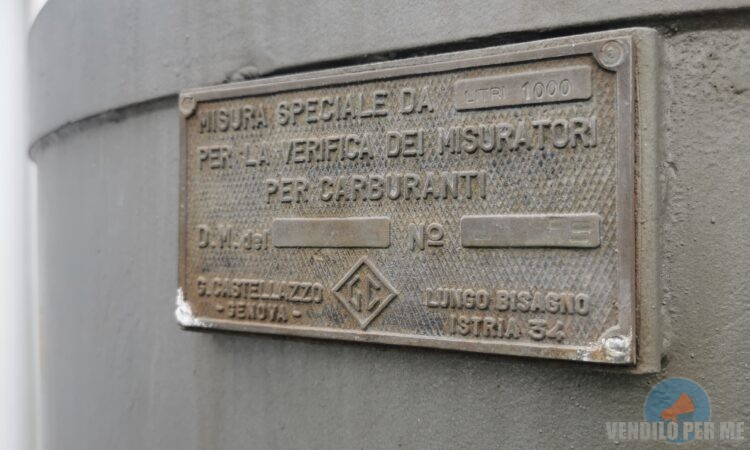 MISURA SPECIALE DA LITRI 1000
PER LA VERIFICA DEI MISURATORI
PER CARBURANTI
D.M. del Nº
G. CASTELLAZZO
- GENOVA -
GC
LUNGO BISAGNO
ISTRIA 34
VENDILO PER ME